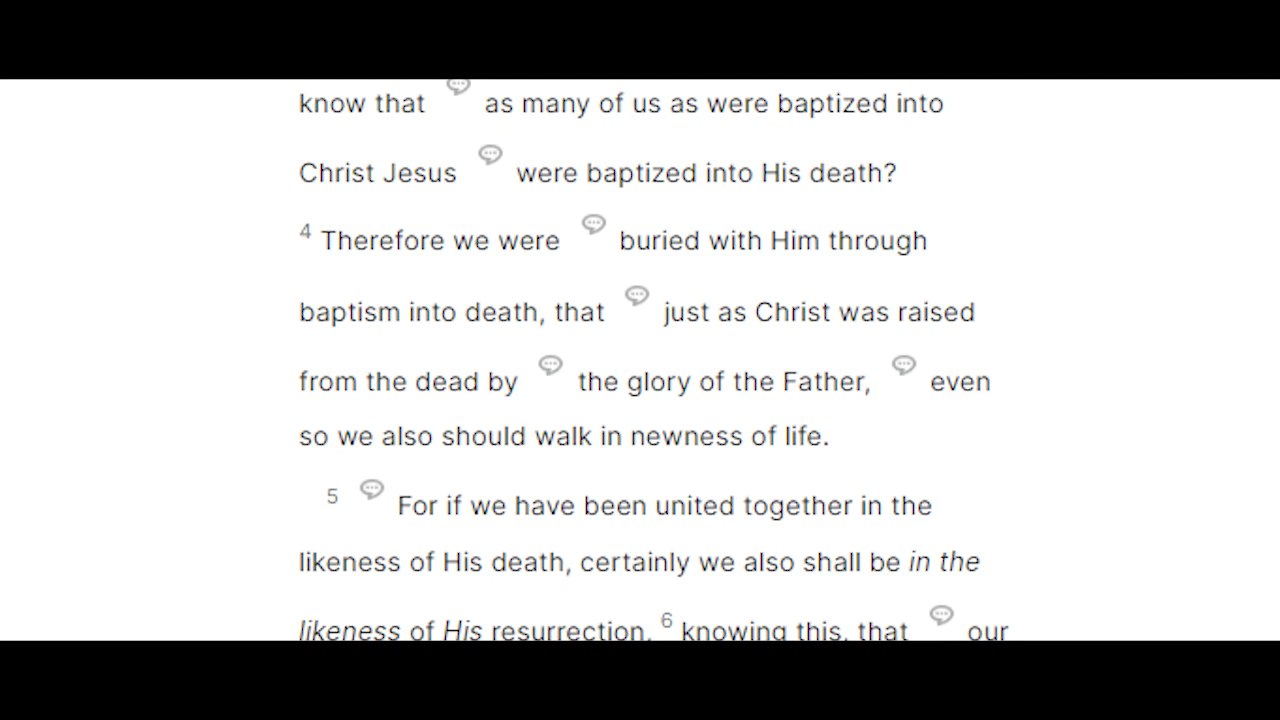 know that as many of us as were baptized into
Christ Jesus were baptized into His death?
4 Therefore we were buried with Him through
baptism into death, that just as Christ was raised
from the dead by the glory of the Father, even
so we also should walk in newness of life.
5 For if we have been united together in the
likeness of His death, certainly we also shall be in the
likeness of His resurrection, 6 knowing this, that our